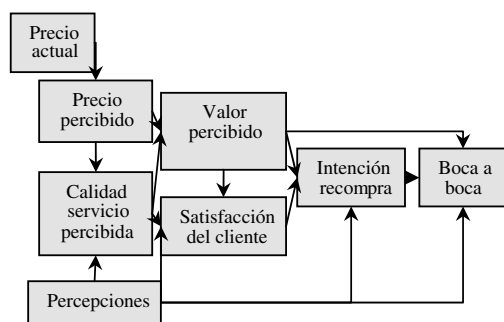 Precio
actual
Precio
percibido
Valor
percibido
Calidad
servicio
percibida
Satisfacción
del cliente
Intención
recompra
Boca a
boca
Percepciones